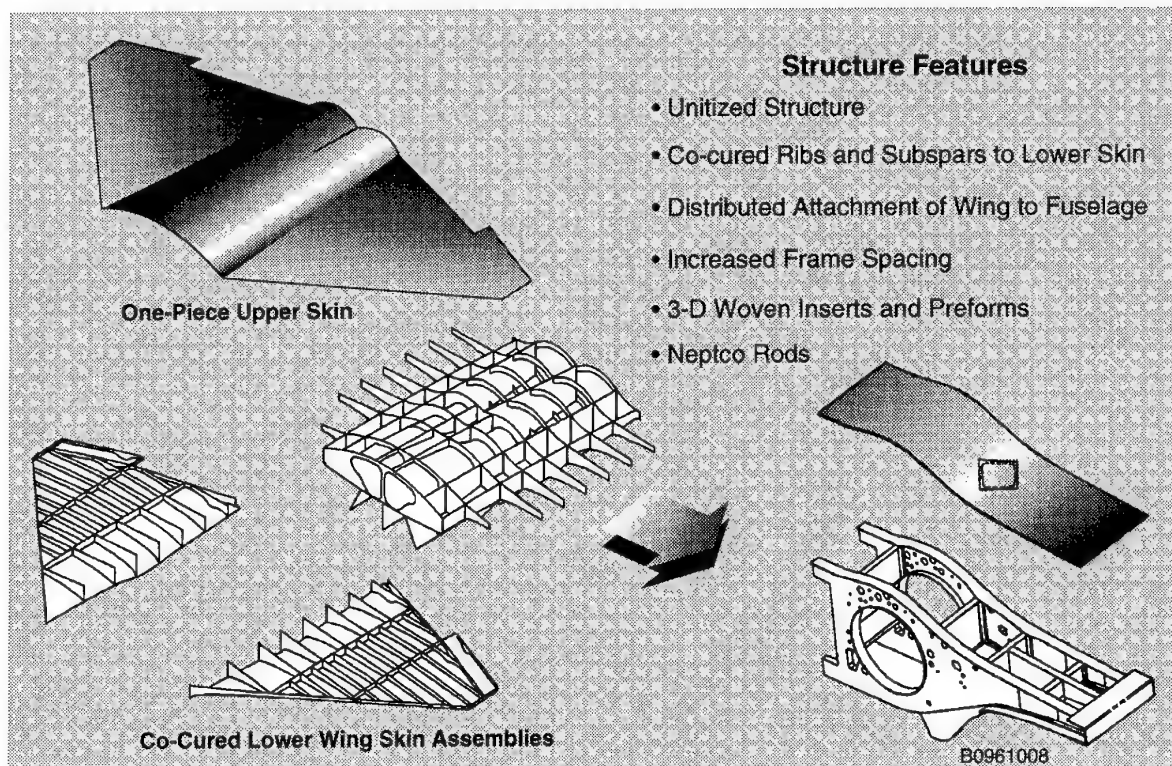 Structure Features
• Unitized Structure
• Co-cured Ribs and Subspars to Lower Skin
• Distributed Attachment of Wing to Fuselage
• Increased Frame Spacing
• 3-D Woven Inserts and Preforms
• Neptco Rods
One-Piece Upper Skin
Co-Cured Lower Wing Skin Assemblies
B0961008